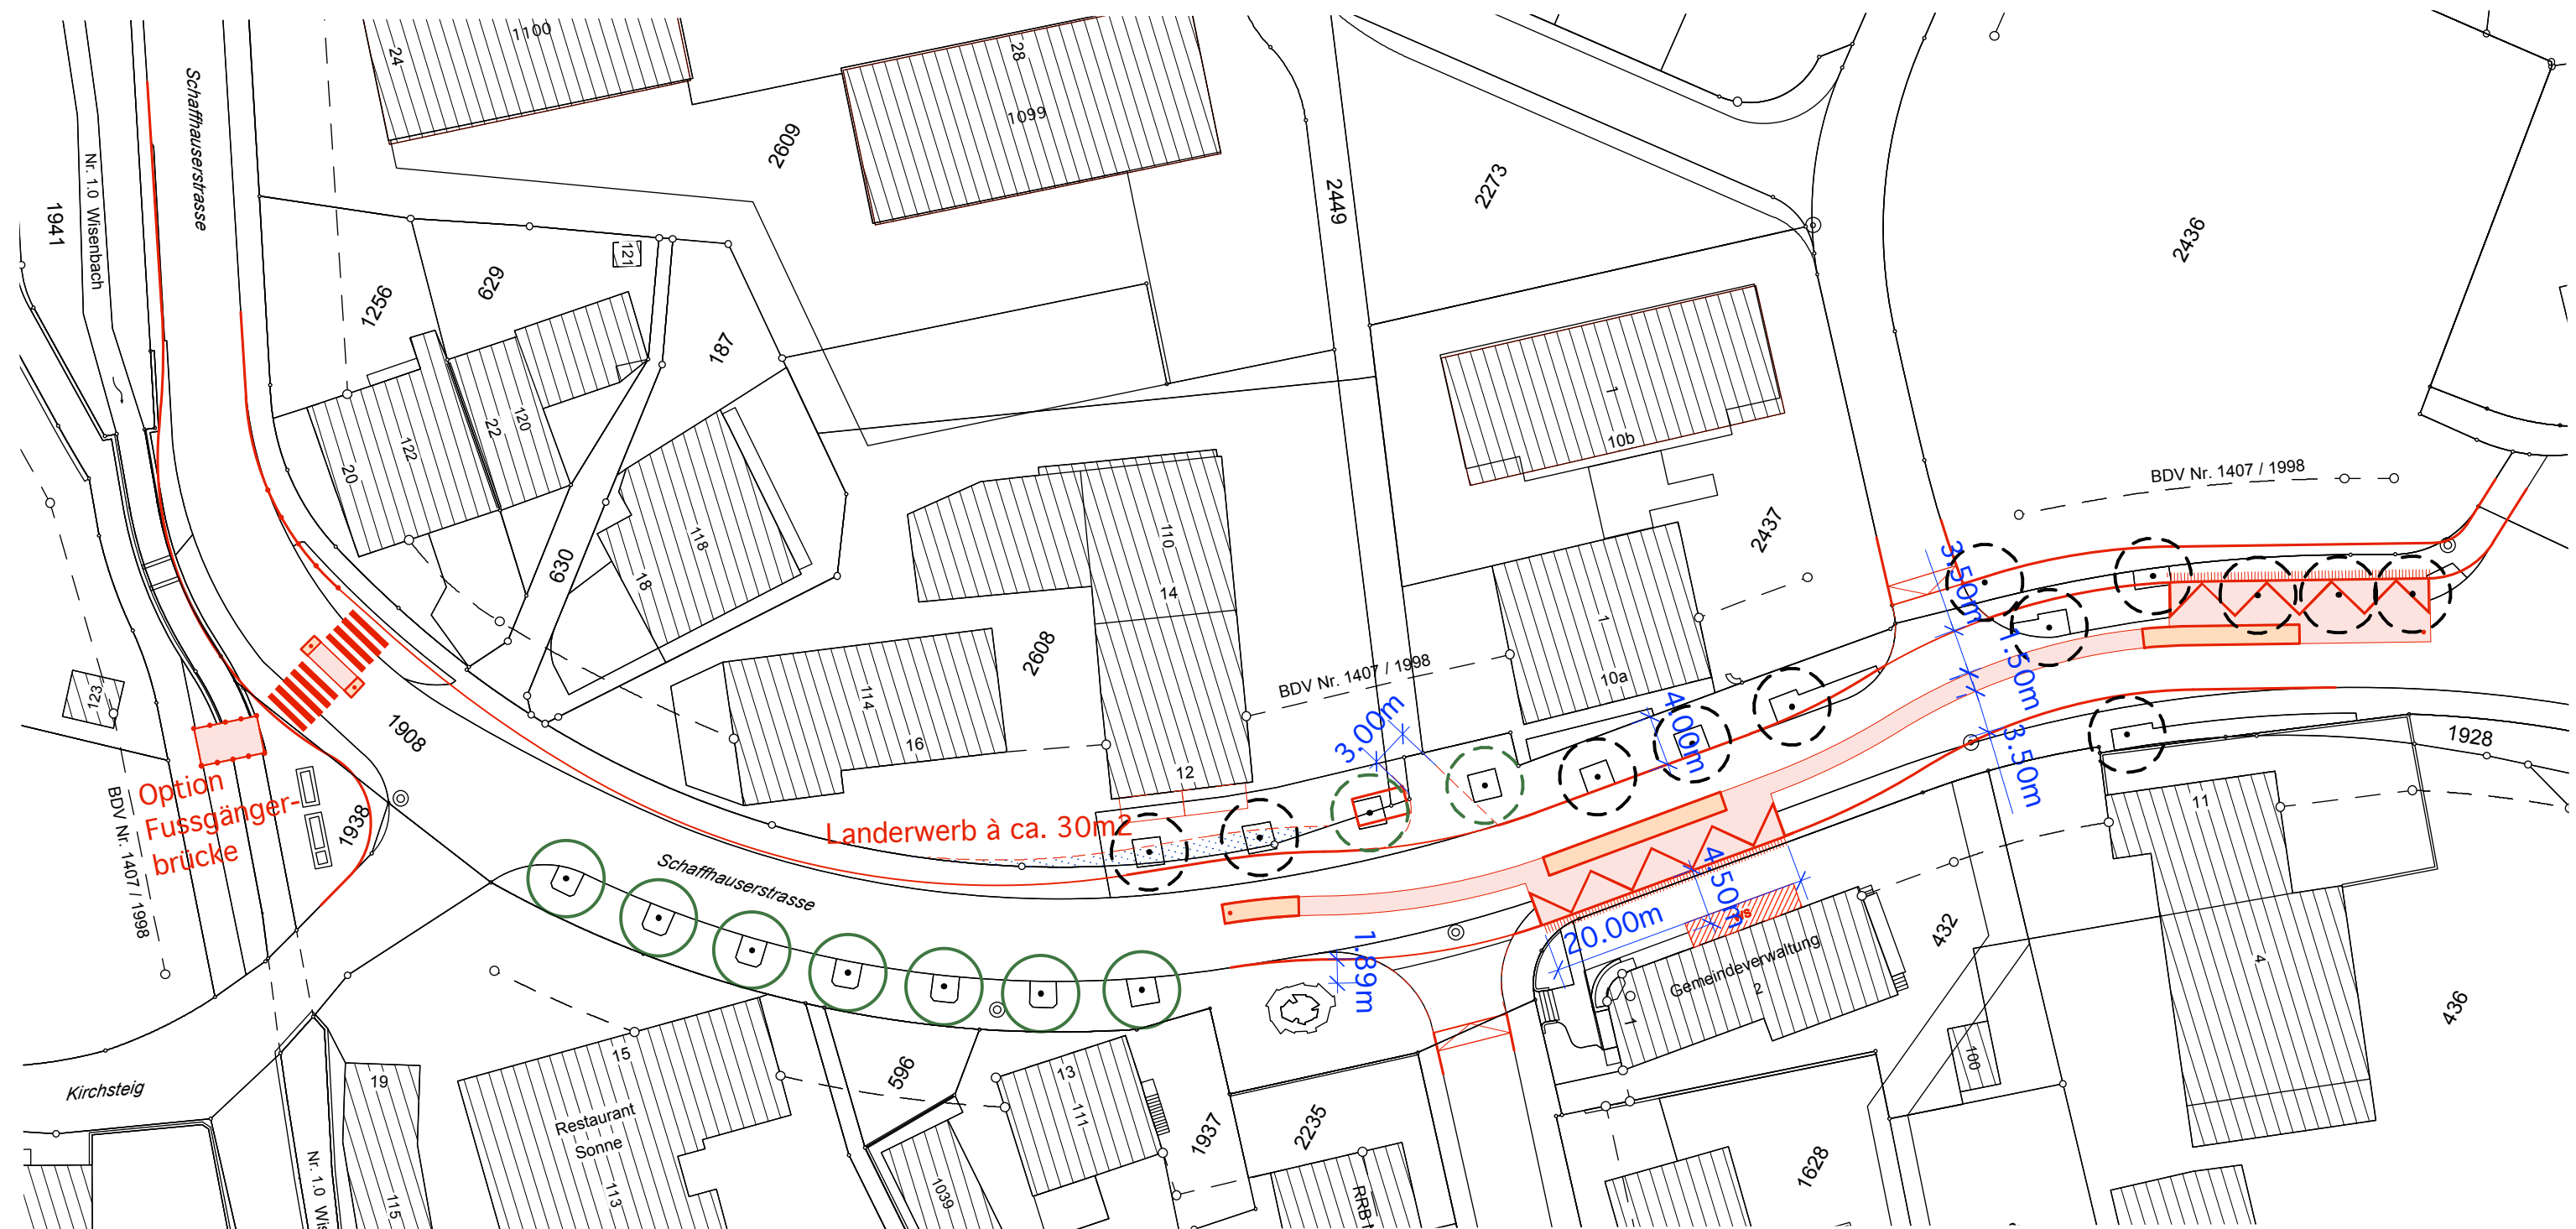 24
1100
28
1099
Schaffhauserstrasse
Nr. 1.0 Wisenbach
1941
2609
2449
2273
2436
121
629
1256
187
122
20
22
120
118
18
630
110
14
114
16
12
2608
1
10b
2437
1
10a
BDV Nr. 1407 / 1998
BDV Nr. 1407 / 1998
3.50m
1.50m
3.50m
4.00m
3.00m
123
1908
Option
Fussgänger-
brücke
1938
BDV Nr. 1407 / 1998
Landerwerb à ca. 30m2
Schaffhauserstrasse
4.50m
20.00m
1.89m
Gemeindeverwaltung
2
1928
11
4
432
436
100
Kirchsteig
19
115
15
Restaurant
Sonne
113
596
13
111
1039
1937
2235
1628
Nr. 1.0